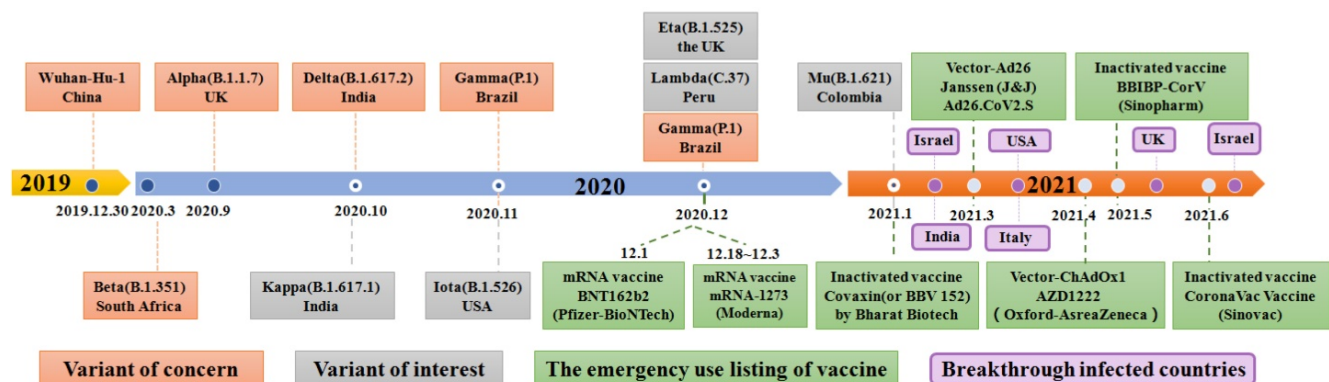 Eta(B.1.525)
the UK
Wuhan-Hu-1
China
Alpha(B.1.1.7)
UK
Delta(B.1.617.2)
India
Gamma(P.1)
Brazil
Lambda(C.37)
Peru
Gamma(P.1)
Brazil
Mu(B.1.621)
Colombia
Vector-Ad26
Janssen (J&J)
Ad26.CoV2.S
Inactivated vaccine
BBIBP-CorV
(Sinopharm)
Israel
USA
UK
Israel
2019
2020
2021
2019.12.30
2020.3
2020.9
2020.10
2020.11
2020.12
2021.1
2021.3
2021.4
2021.5
2021.6
India
Italy
12.1
12.18~12.3
Beta(B.1.351)
South Africa
Kappa(B.1.617.1)
India
Iota(B.1.526)
USA
mRNA vaccine
BNT162b2
(Pfizer-BioNTech)
mRNA vaccine
mRNA-1273
(Moderna)
Inactivated vaccine
Covaxin(or BBV 152)
by Bharat Biotech
Vector-ChAdOx1
AZD1222
( Oxford-AsreaZeneca )
Inactivated vaccine
CoronaVac Vaccine
(Sinovac)
Variant of concern
Variant of interest
The emergency use listing of vaccine
Breakthrough infected countries